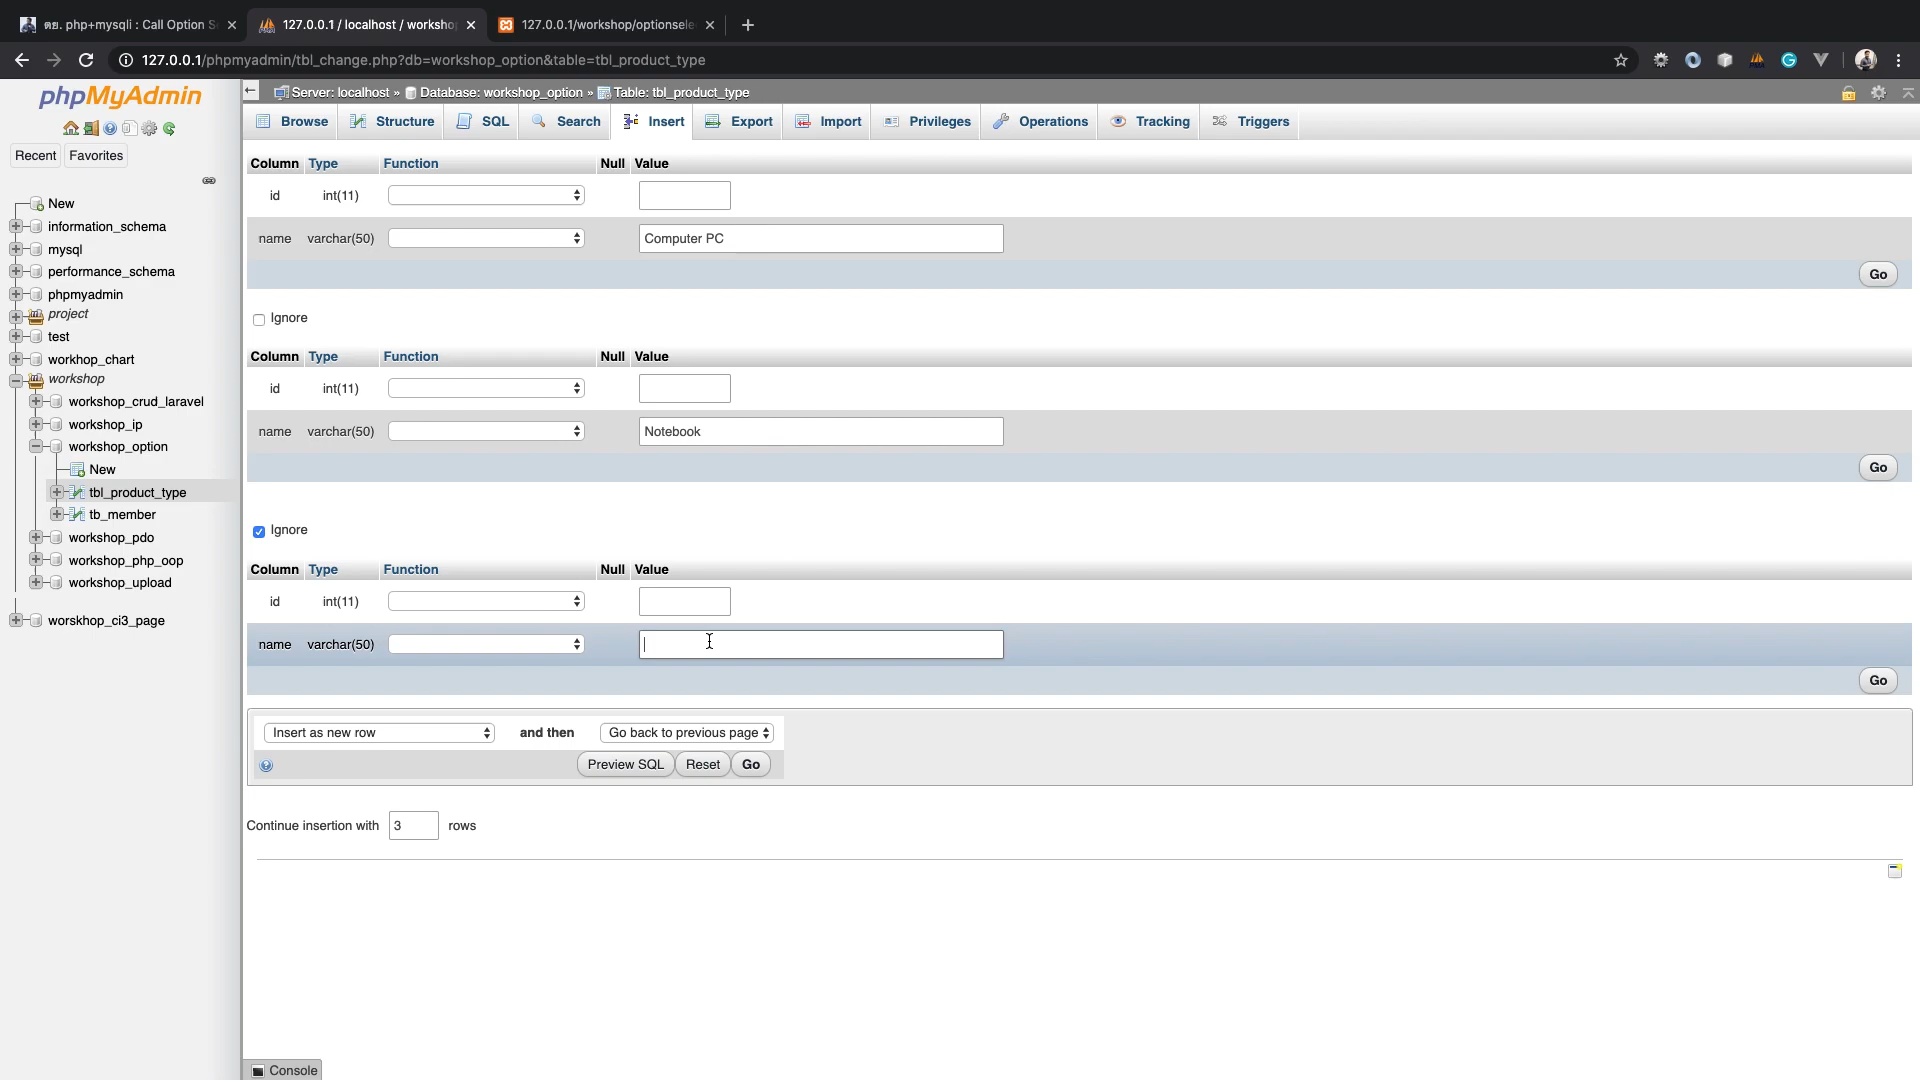 ตย. php+mysqli : Call Option S
127.0.0.1 / localhost / worksho
127.0.0.1/workshop/optionsele
127.0.0.1/phpmyadmin/tbl_change.php?db=workshop_option&table=tbl_product_type
phpMyAdmin
Recent Favorites
New
information_schema
mysql
performance_schema
phpmyadmin
project
test
workhop_chart
workshop
workshop_crud_laravel
workshop_ip
workshop_option
New
tbl_product_type
tb_member
workshop_pdo
workshop_php_oop
workshop_upload
worskhop_ci3_page
Server: localhost » Database: workshop_option » Table: tbl_product_type
Browse Structure SQL Search Insert Export Import Privileges Operations Tracking Triggers
Column Type Function Null Value
id int(11)
name varchar(50) Computer PC
Go
Ignore
Column Type Function Null Value
id int(11)
name varchar(50) Notebook
Go
Ignore
Column Type Function Null Value
id int(11)
name varchar(50)
Go
Insert as new row and then Go back to previous page
Preview SQL Reset Go
Continue insertion with 3 rows
Console